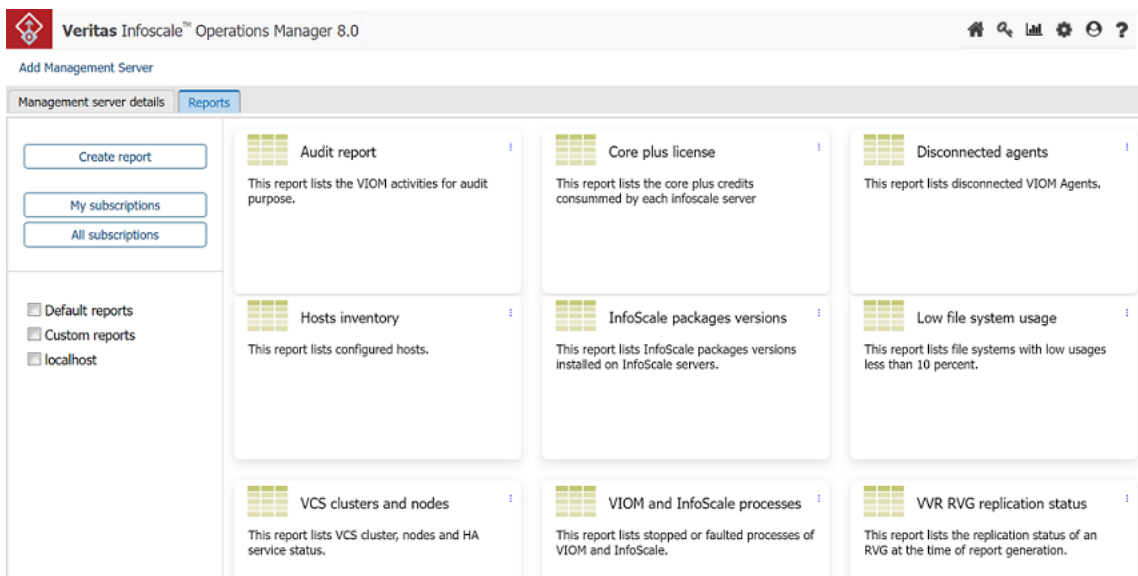 Veritas Infoscale™ Operations Manager 8.0
?
Add Management Server
Management server details
Reports
Create report
My subscriptions
All subscriptions
Default reports
Custom reports
localhost
Audit report
This report lists the VIOM activities for audit
purpose.
Core plus license
This report lists the core plus credits
consummed by each infoscale server
Disconnected agents
This report lists disconnected VIOM Agents.
Hosts inventory
This report lists configured hosts.
InfoScale packages versions
This report lists InfoScale packages versions
installed on InfoScale servers.
Low file system usage
This report lists file systems with low usages
less than 10 percent.
VCS clusters and nodes
This report lists VCS cluster, nodes and HA
service status.
VIOM and InfoScale processes
This report lists stopped or faulted processes of
VIOM and InfoScale.
VVR RVG replication status
This report lists the replication status of an
RVG at the time of report generation.